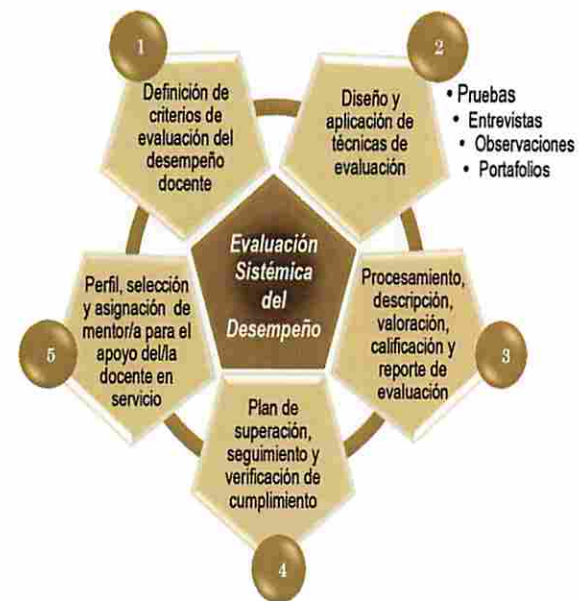 1
Definición de
criterios de
evaluación del
desempeño
docente
2
Diseño y
aplicación de
técnicas de
evaluación
• Pruebas
• Entrevistas
• Observaciones
• Portafolios
Evaluación
Sistémica
del
Desempeño
Procesamiento,
descripción,
valoración,
calificación y
reporte de
evaluación
3
Plan de
superación,
seguimiento y
verificación de
cumplimiento
4
Perfil, selección
y asignación de
mentor/a para el
apoyo del/la
docente en
servicio
5